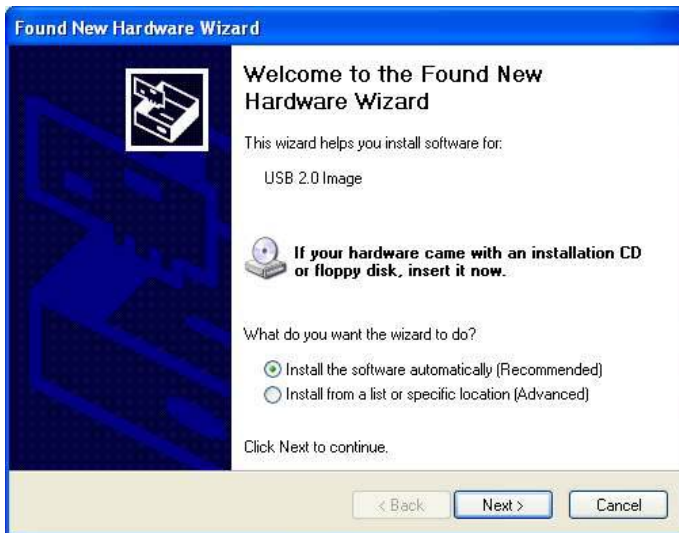 Found New Hardware Wizard
Welcome to the Found New
Hardware Wizard
This wizard helps you install software for:
USB 2.0 Image
If your hardware came with an installation CD
or floppy disk, insert it now.
What do you want the wizard to do?
Install the software automatically (Recommended)
Install from a list or specific location (Advanced)
Click Next to continue.
< Back
Next >
Cancel